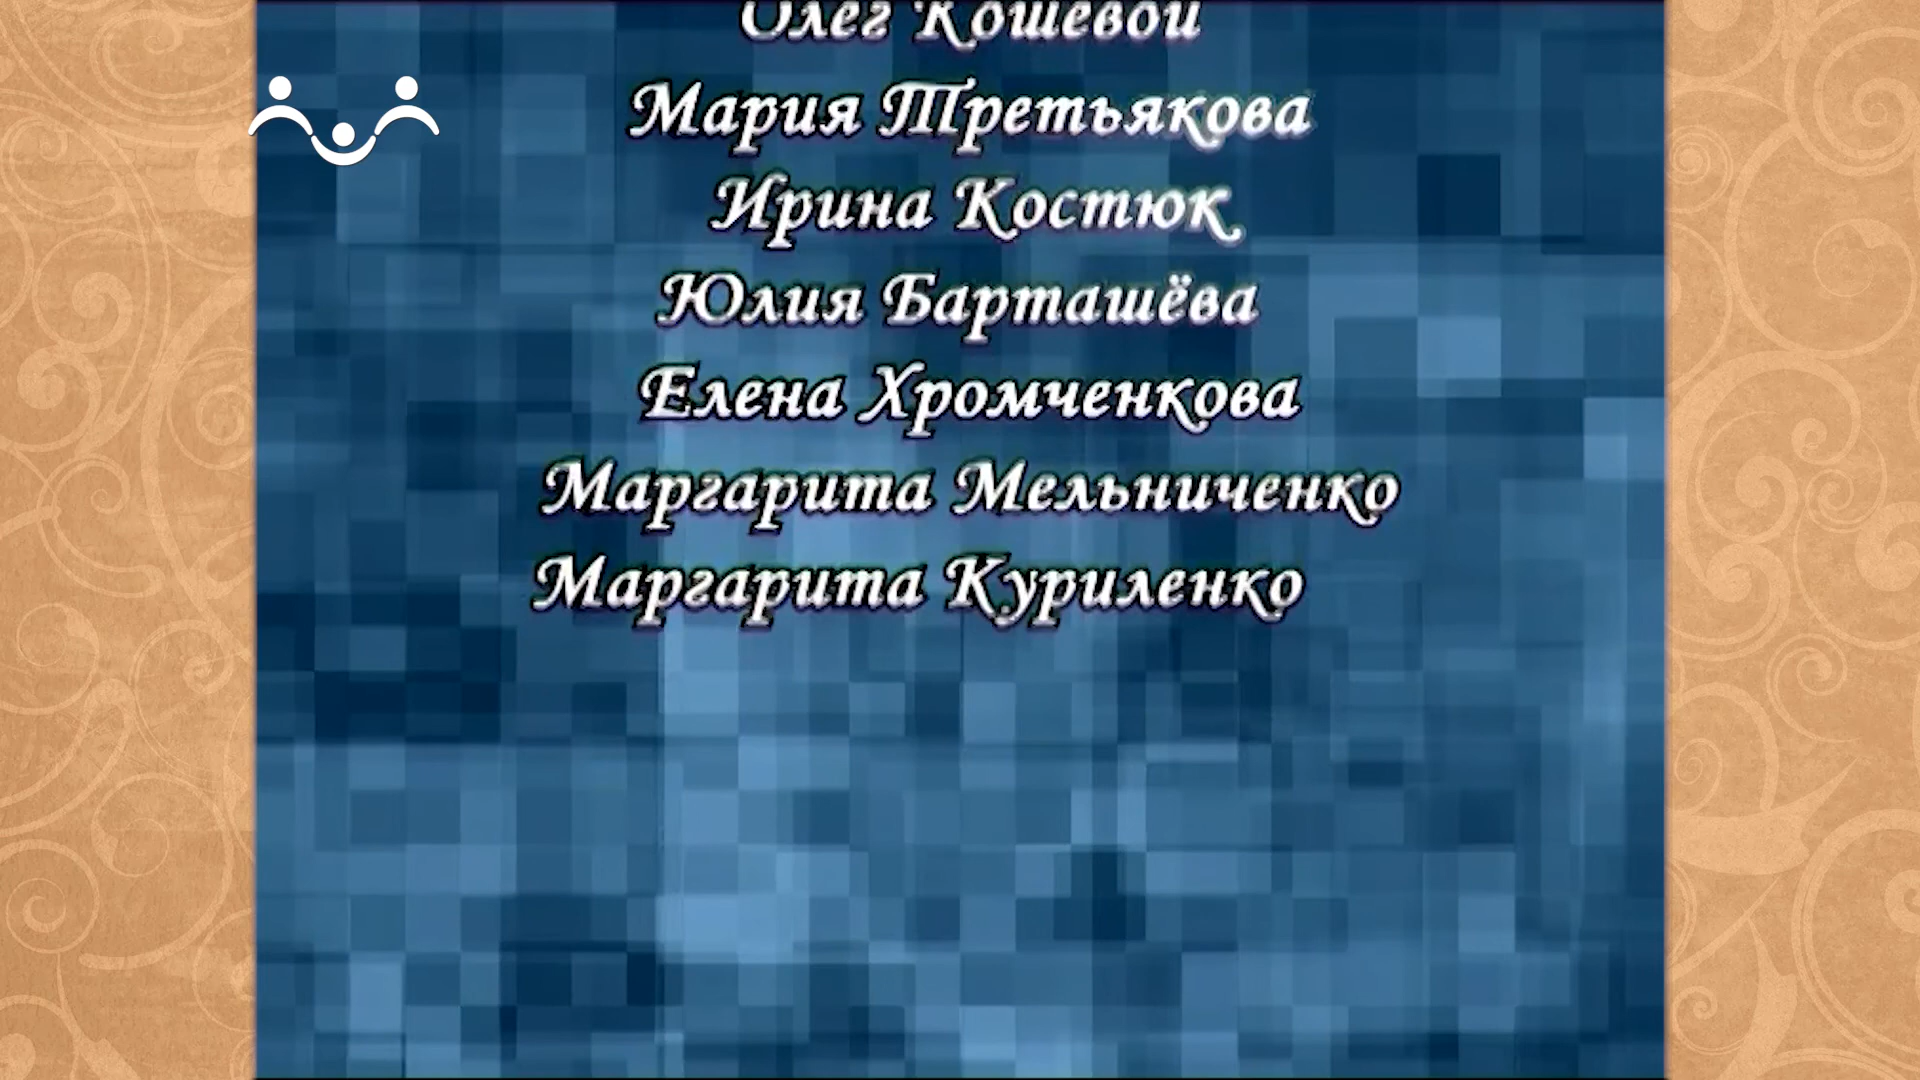 Олег Кошевой
Мария Третьякова
Ирина Костюк
Юлия Барташёва
Елена Хромченкова
Маргарита Мельниченко
Маргарита Куриленко